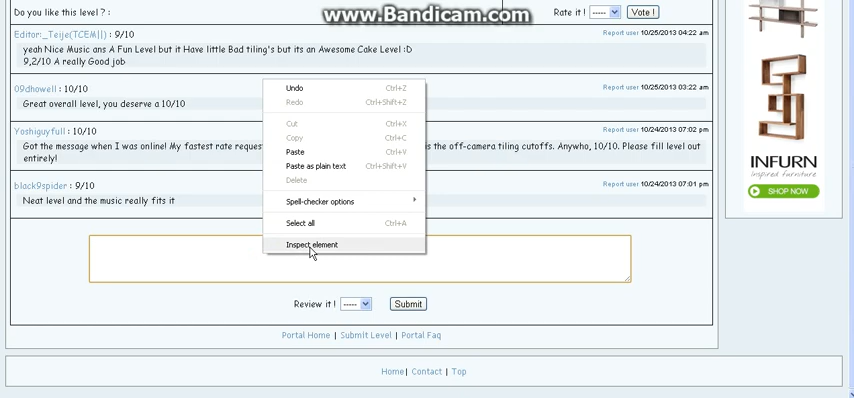 www.Bandicam.com
Do you like this level ? :
Rate it ! ----- Vote !
Editor:_Teije(TCEM||) : 9/10
Report user 10/25/2013 04:22 am
yeah Nice Music ans A Fun Level but it Have little Bad tiling's but its an Awesome Cake Level :D
9,2/10 A really Good job
09dhowell : 10/10
Report user 10/25/2013 03:22 am
Great overall level, you deserve a 10/10
Yoshiguyfull : 10/10
Report user 10/24/2013 07:02 pm
Got the message when I was online! My fastest rate reques s the off-camera tiling cutoffs. Anywho, 10/10. Please fill level out
entirely!
black9spider : 9/10
Report user 10/24/2013 07:01 pm
Neat level and the music really fits it
Undo Ctrl+Z
Redo Ctrl+Shift+Z
Cut Ctrl+X
Copy Ctrl+C
Paste Ctrl+V
Paste as plain text Ctrl+Shift+V
Delete
Spell-checker options
Select all Ctrl+A
Inspect element
Review it ! ----- Submit
Portal Home | Submit Level | Portal Faq
Home| Contact | Top
INFURN
inspired furniture
SHOP NOW